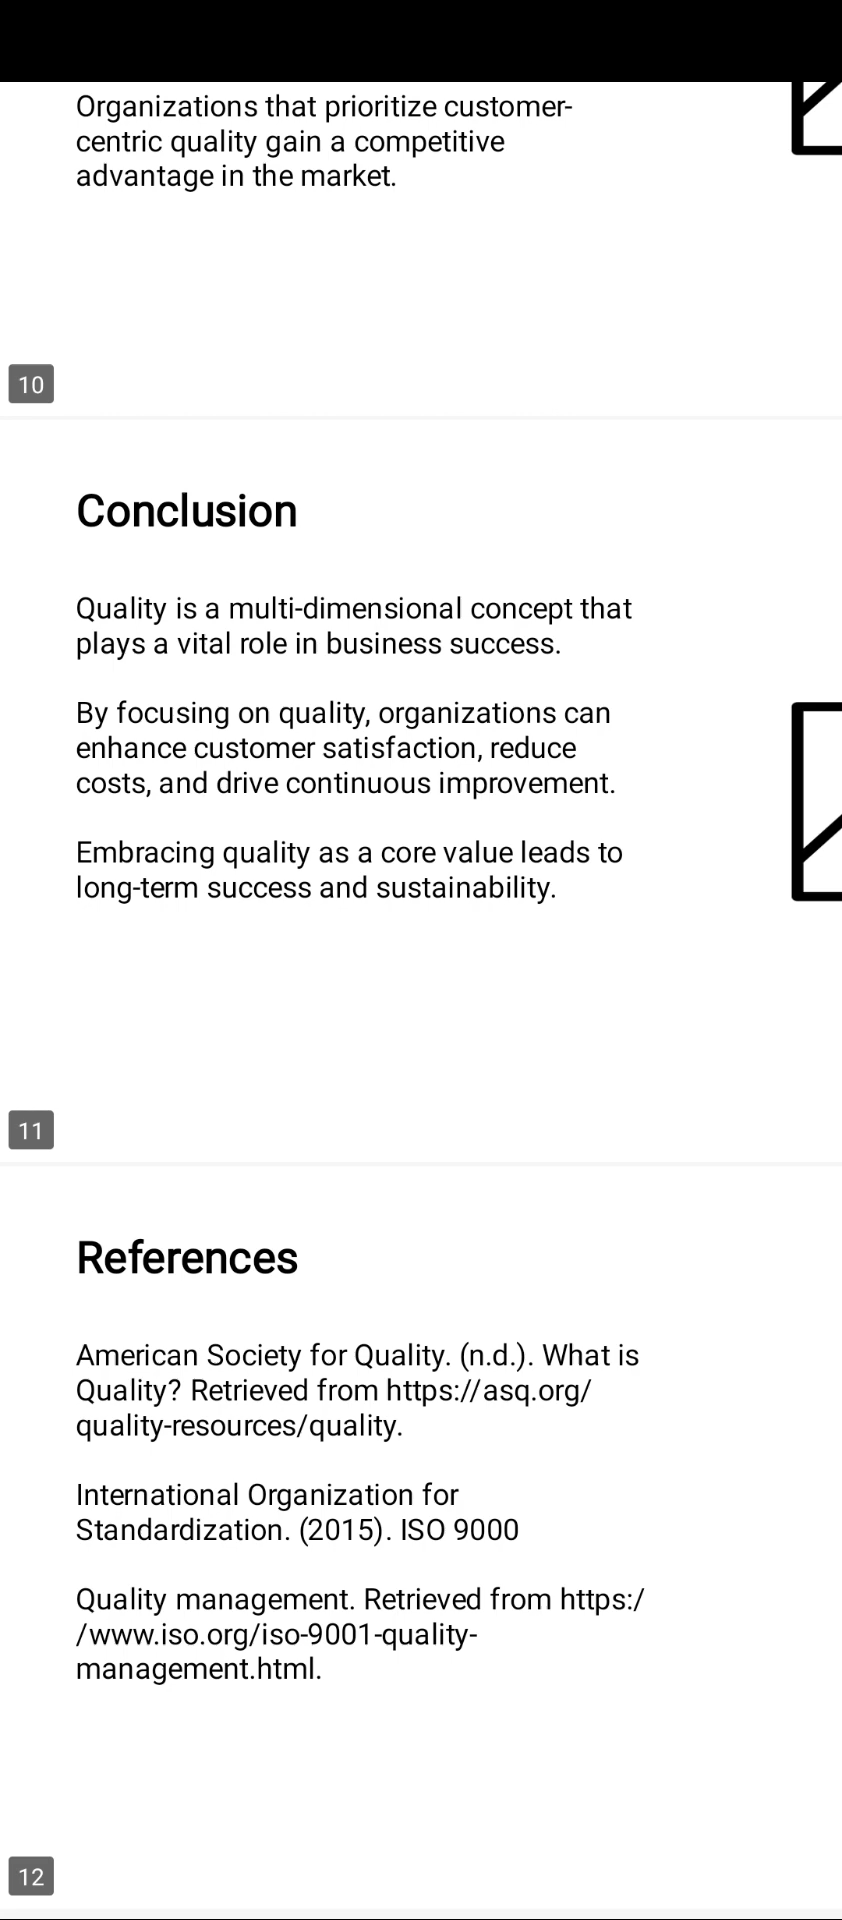 Organizations that prioritize customer-
centric quality gain a competitive
advantage in the market.
10
Conclusion
Quality is a multi-dimensional concept that
plays a vital role in business success.
By focusing on quality, organizations can
enhance customer satisfaction, reduce
costs, and drive continuous improvement.
Embracing quality as a core value leads to
long-term success and sustainability.
11
References
American Society for Quality. (n.d.). What is
Quality? Retrieved from https://asq.org/
quality-resources/quality.
International Organization for
Standardization. (2015). ISO 9000
Quality management. Retrieved from https:/
/www.iso.org/iso-9001-quality-
management.html.
12